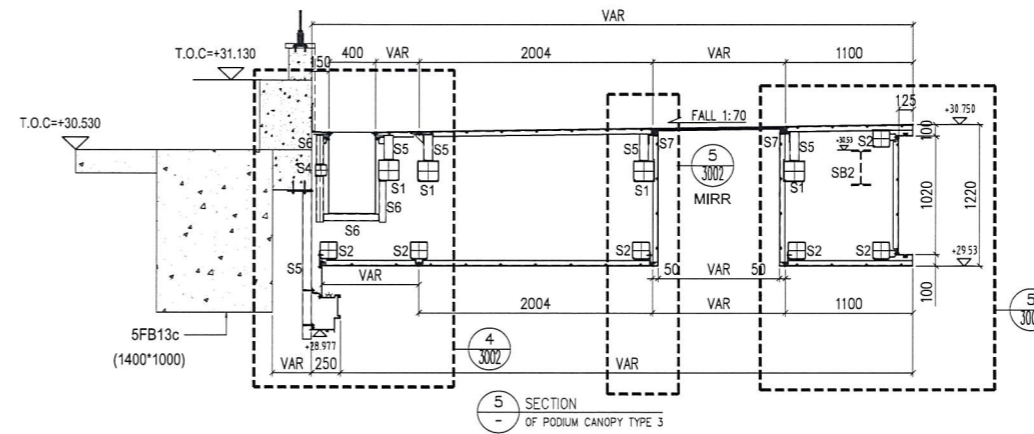 VAR
T.O.C=+31.130
150 400 VAR 2004 VAR 1100
T.O.C=+30.530
125
+30.750
FALL 1:70
S6 S5 S5 S5 S7 S7 S5 S2 100
+30.53
S4 S1 S1 S1 S1 SB2
5
3002
MIRR
S6
S6
1020 1220
S2 S2 S2 S2 S2
+29.53
S5
VAR 50 VAR 50
100
2004 VAR 1100
5FB13c
(1400*1000)
+28.977
4
3002
VAR 250 VAR
5 SECTION
- OF PODIUM CANOPY TYPE 3